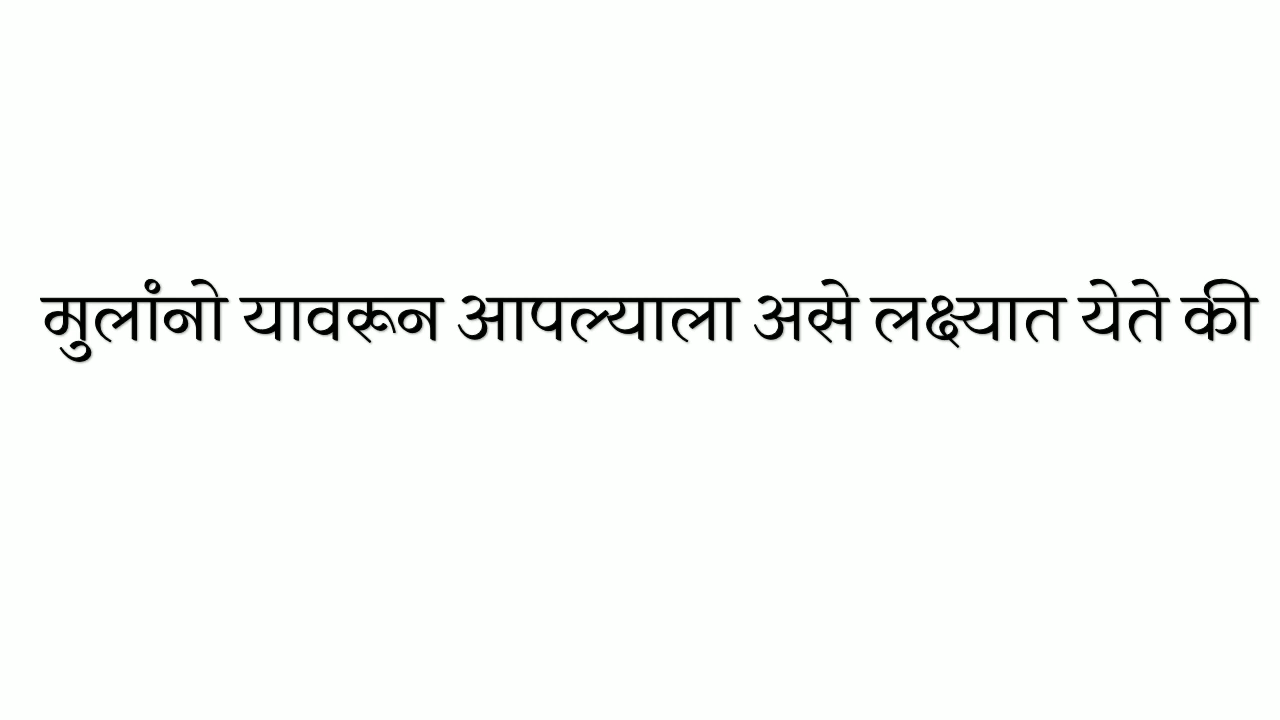 मुलांनो यावरून आपल्याला असे लक्ष्यात येते की